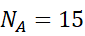 N_A = 15